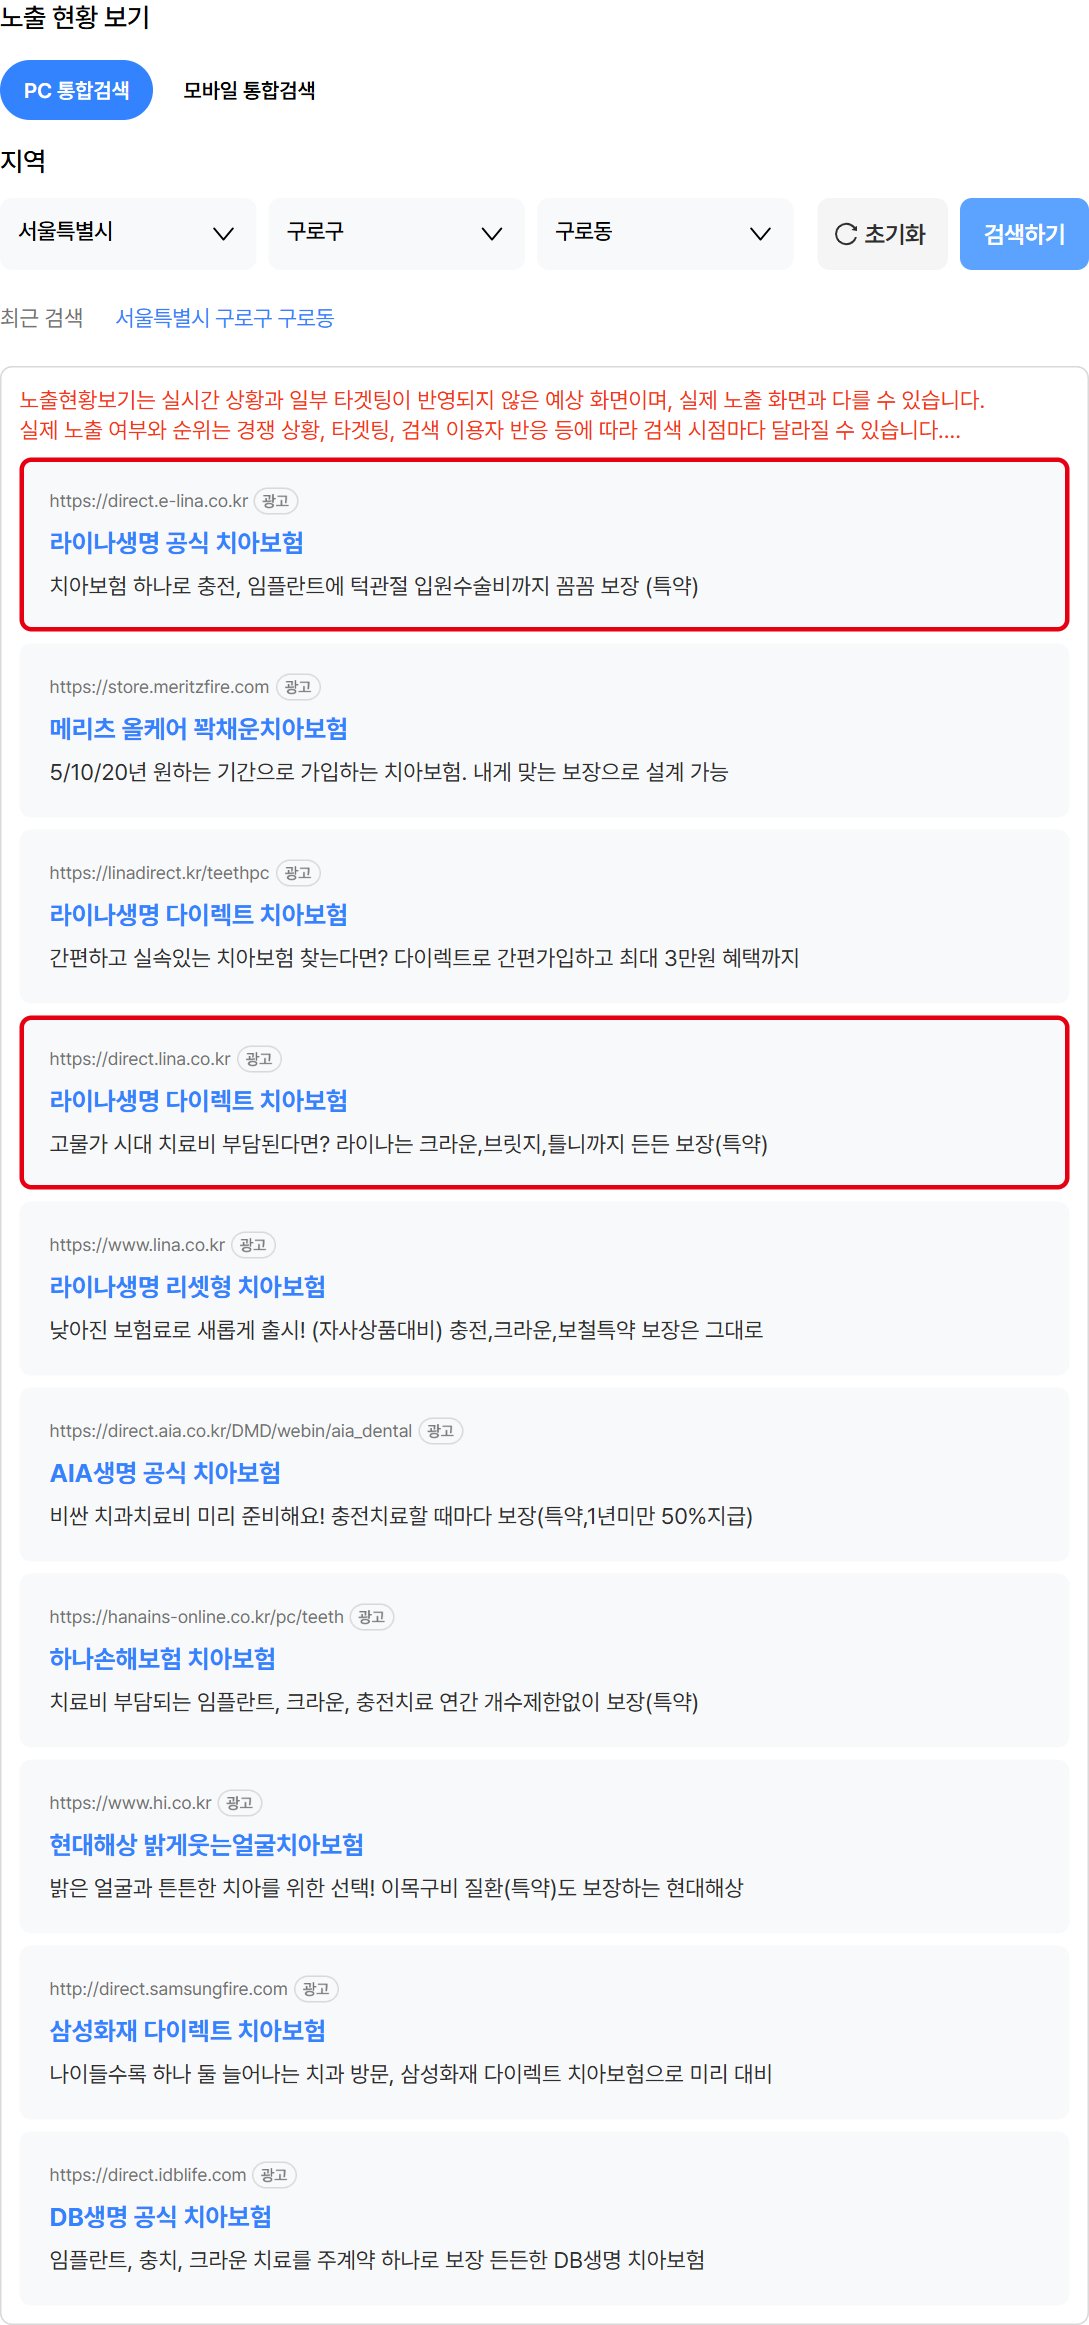 노출 현황 보기
PC 통합검색
모바일 통합검색
지역
서울특별시
구로구
구로동
초기화
검색하기
최근 검색
서울특별시 구로구 구로동
노출현황보기는 실시간 상황과 일부 타겟팅이 반영되지 않은 예상 화면이며, 실제 노출 화면과 다를 수 있습니다.
실제 노출 여부와 순위는 경쟁 상황, 타겟팅, 검색 이용자 반응 등에 따라 검색 시점마다 달라질 수 있습니다....
https://direct.e-lina.co.kr 광고
라이나생명 공식 치아보험
치아보험 하나로 충전, 임플란트에 턱관절 입원수술비까지 꼼꼼 보장 (특약)
https://store.meritzfire.com 광고
메리츠 올케어 꽉채운치아보험
5/10/20년 원하는 기간으로 가입하는 치아보험. 내게 맞는 보장으로 설계 가능
https://linadirect.kr/teethpc 광고
라이나생명 다이렉트 치아보험
간편하고 실속있는 치아보험 찾는다면? 다이렉트로 간편가입하고 최대 3만원 혜택까지
https://direct.lina.co.kr 광고
라이나생명 다이렉트 치아보험
고물가 시대 치료비 부담된다면? 라이나는 크라운,브릿지,틀니까지 든든 보장(특약)
https://www.lina.co.kr 광고
라이나생명 리셋형 치아보험
낮아진 보험료로 새롭게 출시! (자사상품대비) 충전,크라운,보철특약 보장은 그대로
https://direct.aia.co.kr/DMD/webin/aia_dental 광고
AIA생명 공식 치아보험
비싼 치과치료비 미리 준비해요! 충전치료할 때마다 보장(특약,1년미만 50%지급)
https://hanains-online.co.kr/pc/teeth 광고
하나손해보험 치아보험
치료비 부담되는 임플란트, 크라운, 충전치료 연간 개수제한없이 보장(특약)
https://www.hi.co.kr 광고
현대해상 밝게웃는얼굴치아보험
밝은 얼굴과 튼튼한 치아를 위한 선택! 이목구비 질환(특약)도 보장하는 현대해상
http://direct.samsungfire.com 광고
삼성화재 다이렉트 치아보험
나이들수록 하나 둘 늘어나는 치과 방문, 삼성화재 다이렉트 치아보험으로 미리 대비
https://direct.idblife.com 광고
DB생명 공식 치아보험
임플란트, 충치, 크라운 치료를 주계약 하나로 보장 든든한 DB생명 치아보험